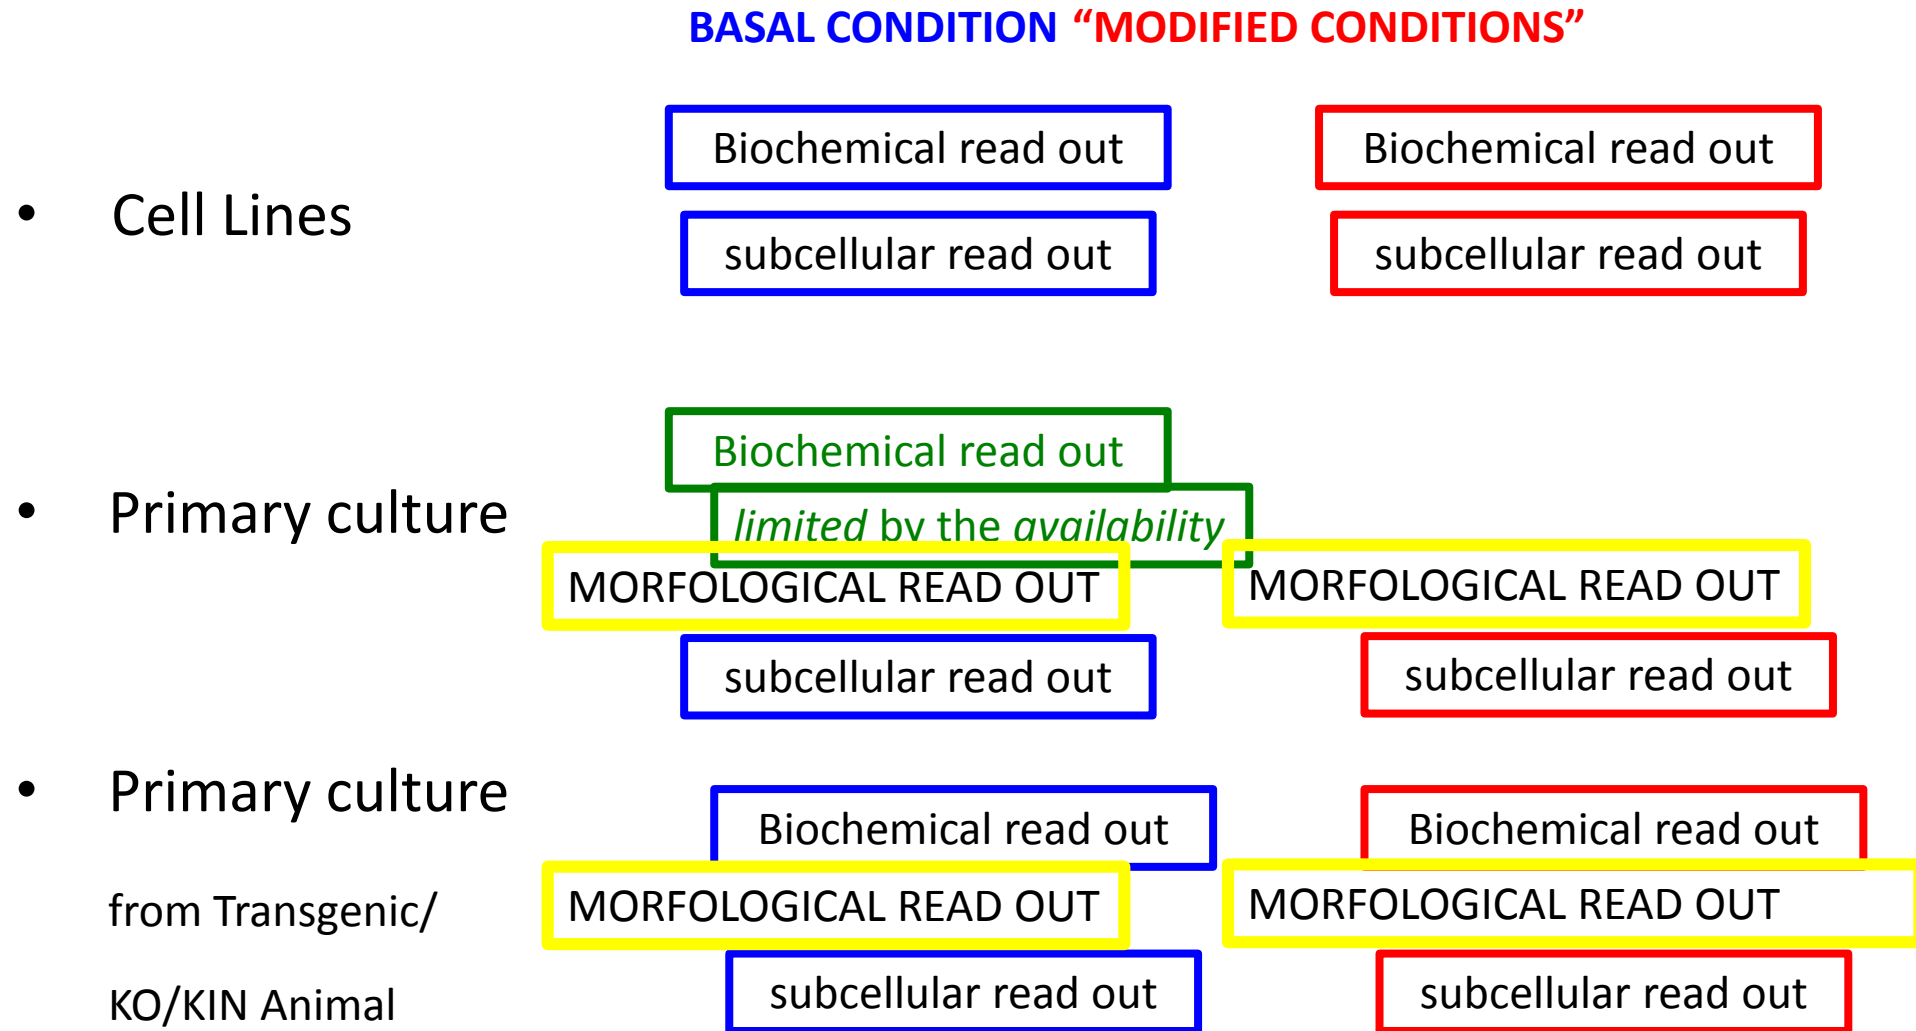 BASAL CONDITION “MODIFIED CONDITIONS”
Biochemical read out Biochemical read out
• Cell Lines
subcellular read out subcellular read out
Biochemical read out
• Primary culture
limited by the availability
MORFOLOGICAL READ OUT MORFOLOGICAL READ OUT
subcellular read out subcellular read out
• Primary culture
Biochemical read out Biochemical read out
from Transgenic/
MORFOLOGICAL READ OUT MORFOLOGICAL READ OUT
KO/KIN Animal
subcellular read out subcellular read out